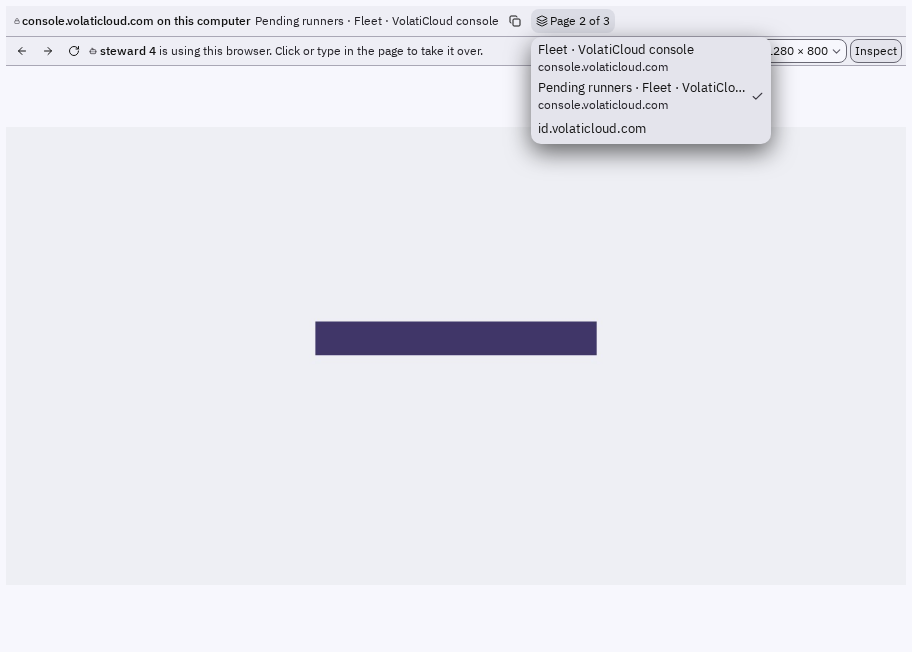 console.volaticloud.com on this computer Pending runners · Fleet · VolatiCloud console Page 2 of 3
steward 4 is using this browser. Click or type in the page to take it over. 280 × 800 Inspect
Fleet · VolatiCloud console
console.volaticloud.com
Pending runners · Fleet · VolatiClo…
console.volaticloud.com
id.volaticloud.com